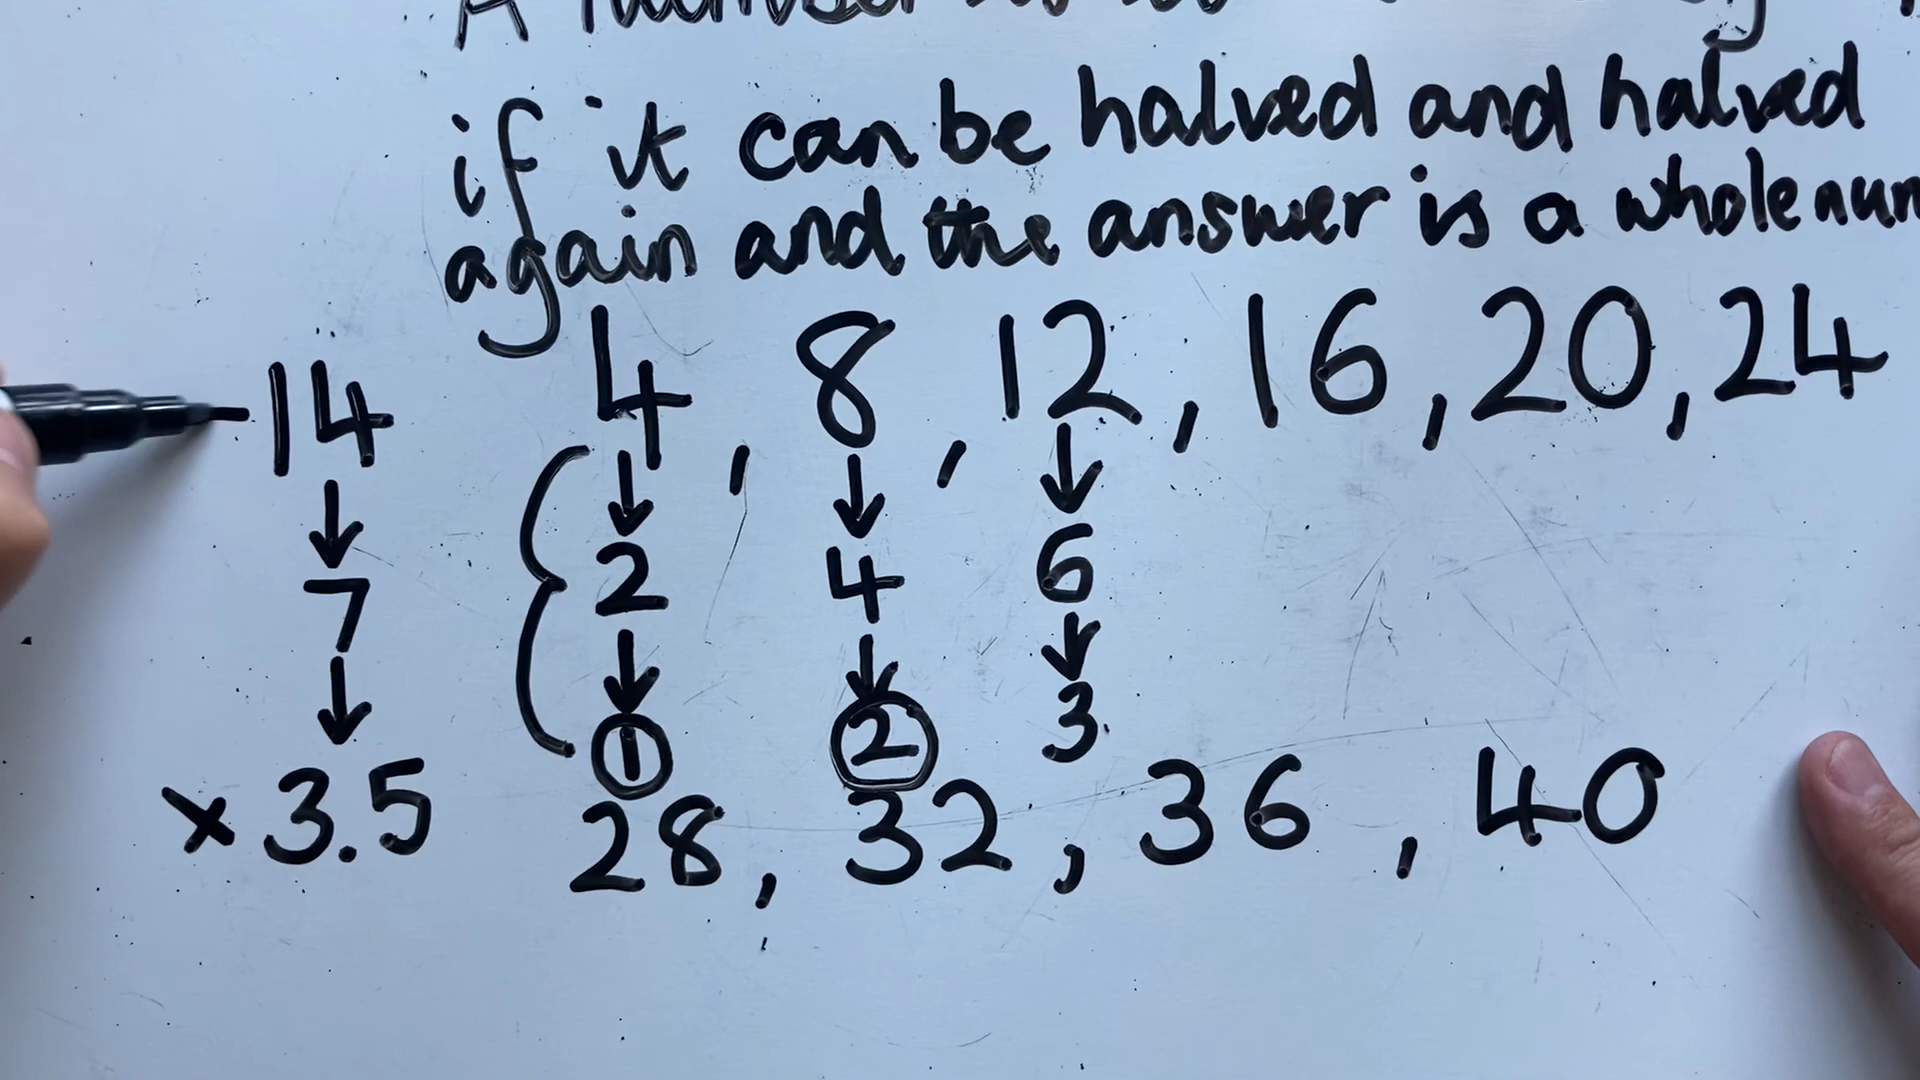 A
if it can be halved and halved
again and the answer is a whole num
14 4, 8, 12, 16, 20, 24
↓ ↓ ↓ ↓
7 2 4 6
↓ ↓ ↓ ↓
1 2 3
× 3.5 28, 32, 36, 40